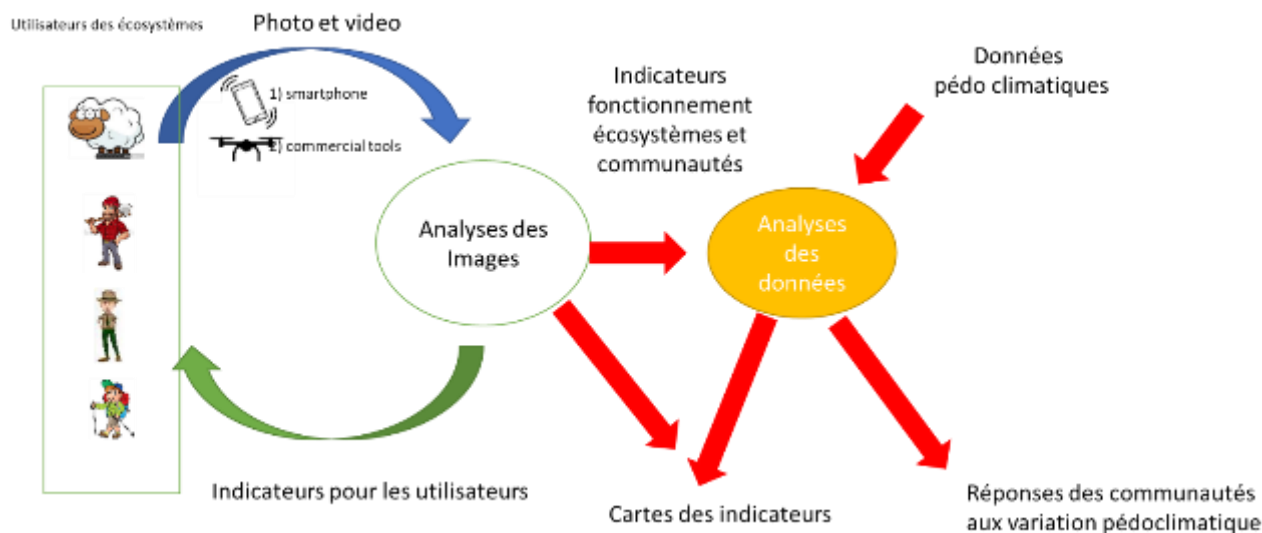 Utilisateurs des écosystèmes
Photo et video
1) smartphone
2) commercial tools
Indicateurs
fonctionnement
écosystèmes et
communautés
Données
pédo climatiques
Analyses des
Images
Analyses
des
données
Indicateurs pour les utilisateurs
Cartes des indicateurs
Réponses des communautés
aux variation pédoclimatique